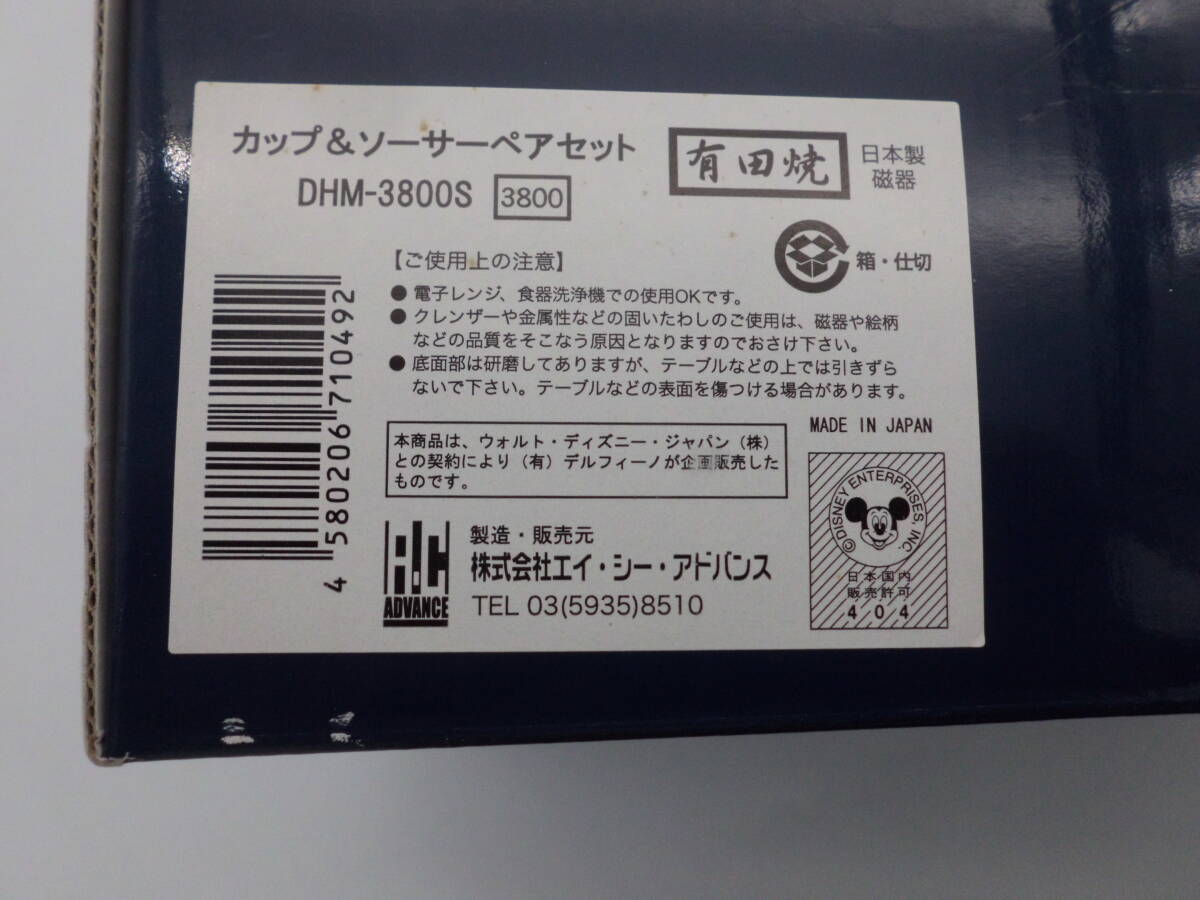 カップ&ソーサーペアセット
DHM-3800S 3800
有田焼
日本製
磁器
箱・仕切
【ご使用上の注意】
● 電子レンジ、食器洗浄機での使用OKです。
● クレンザーや金属性などの固いたわしのご使用は、磁器や絵柄
などの品質をそこなう原因となりますのでおさけ下さい。
● 底面部は研磨してありますが、テーブルなどの上では引きずら
ないで下さい。テーブルなどの表面を傷つける場合があります。
4 580206 710492
本商品は、ウォルト・ディズニー・ジャパン（株）
との契約により（有）デルフィーノが企画販売した
ものです。
MADE IN JAPAN
©DISNEY ENTERPRISES, INC.
日本国内
販売許可
404
A.C
ADVANCE
製造・販売元
株式会社エイ・シー・アドバンス
TEL 03(5935)8510